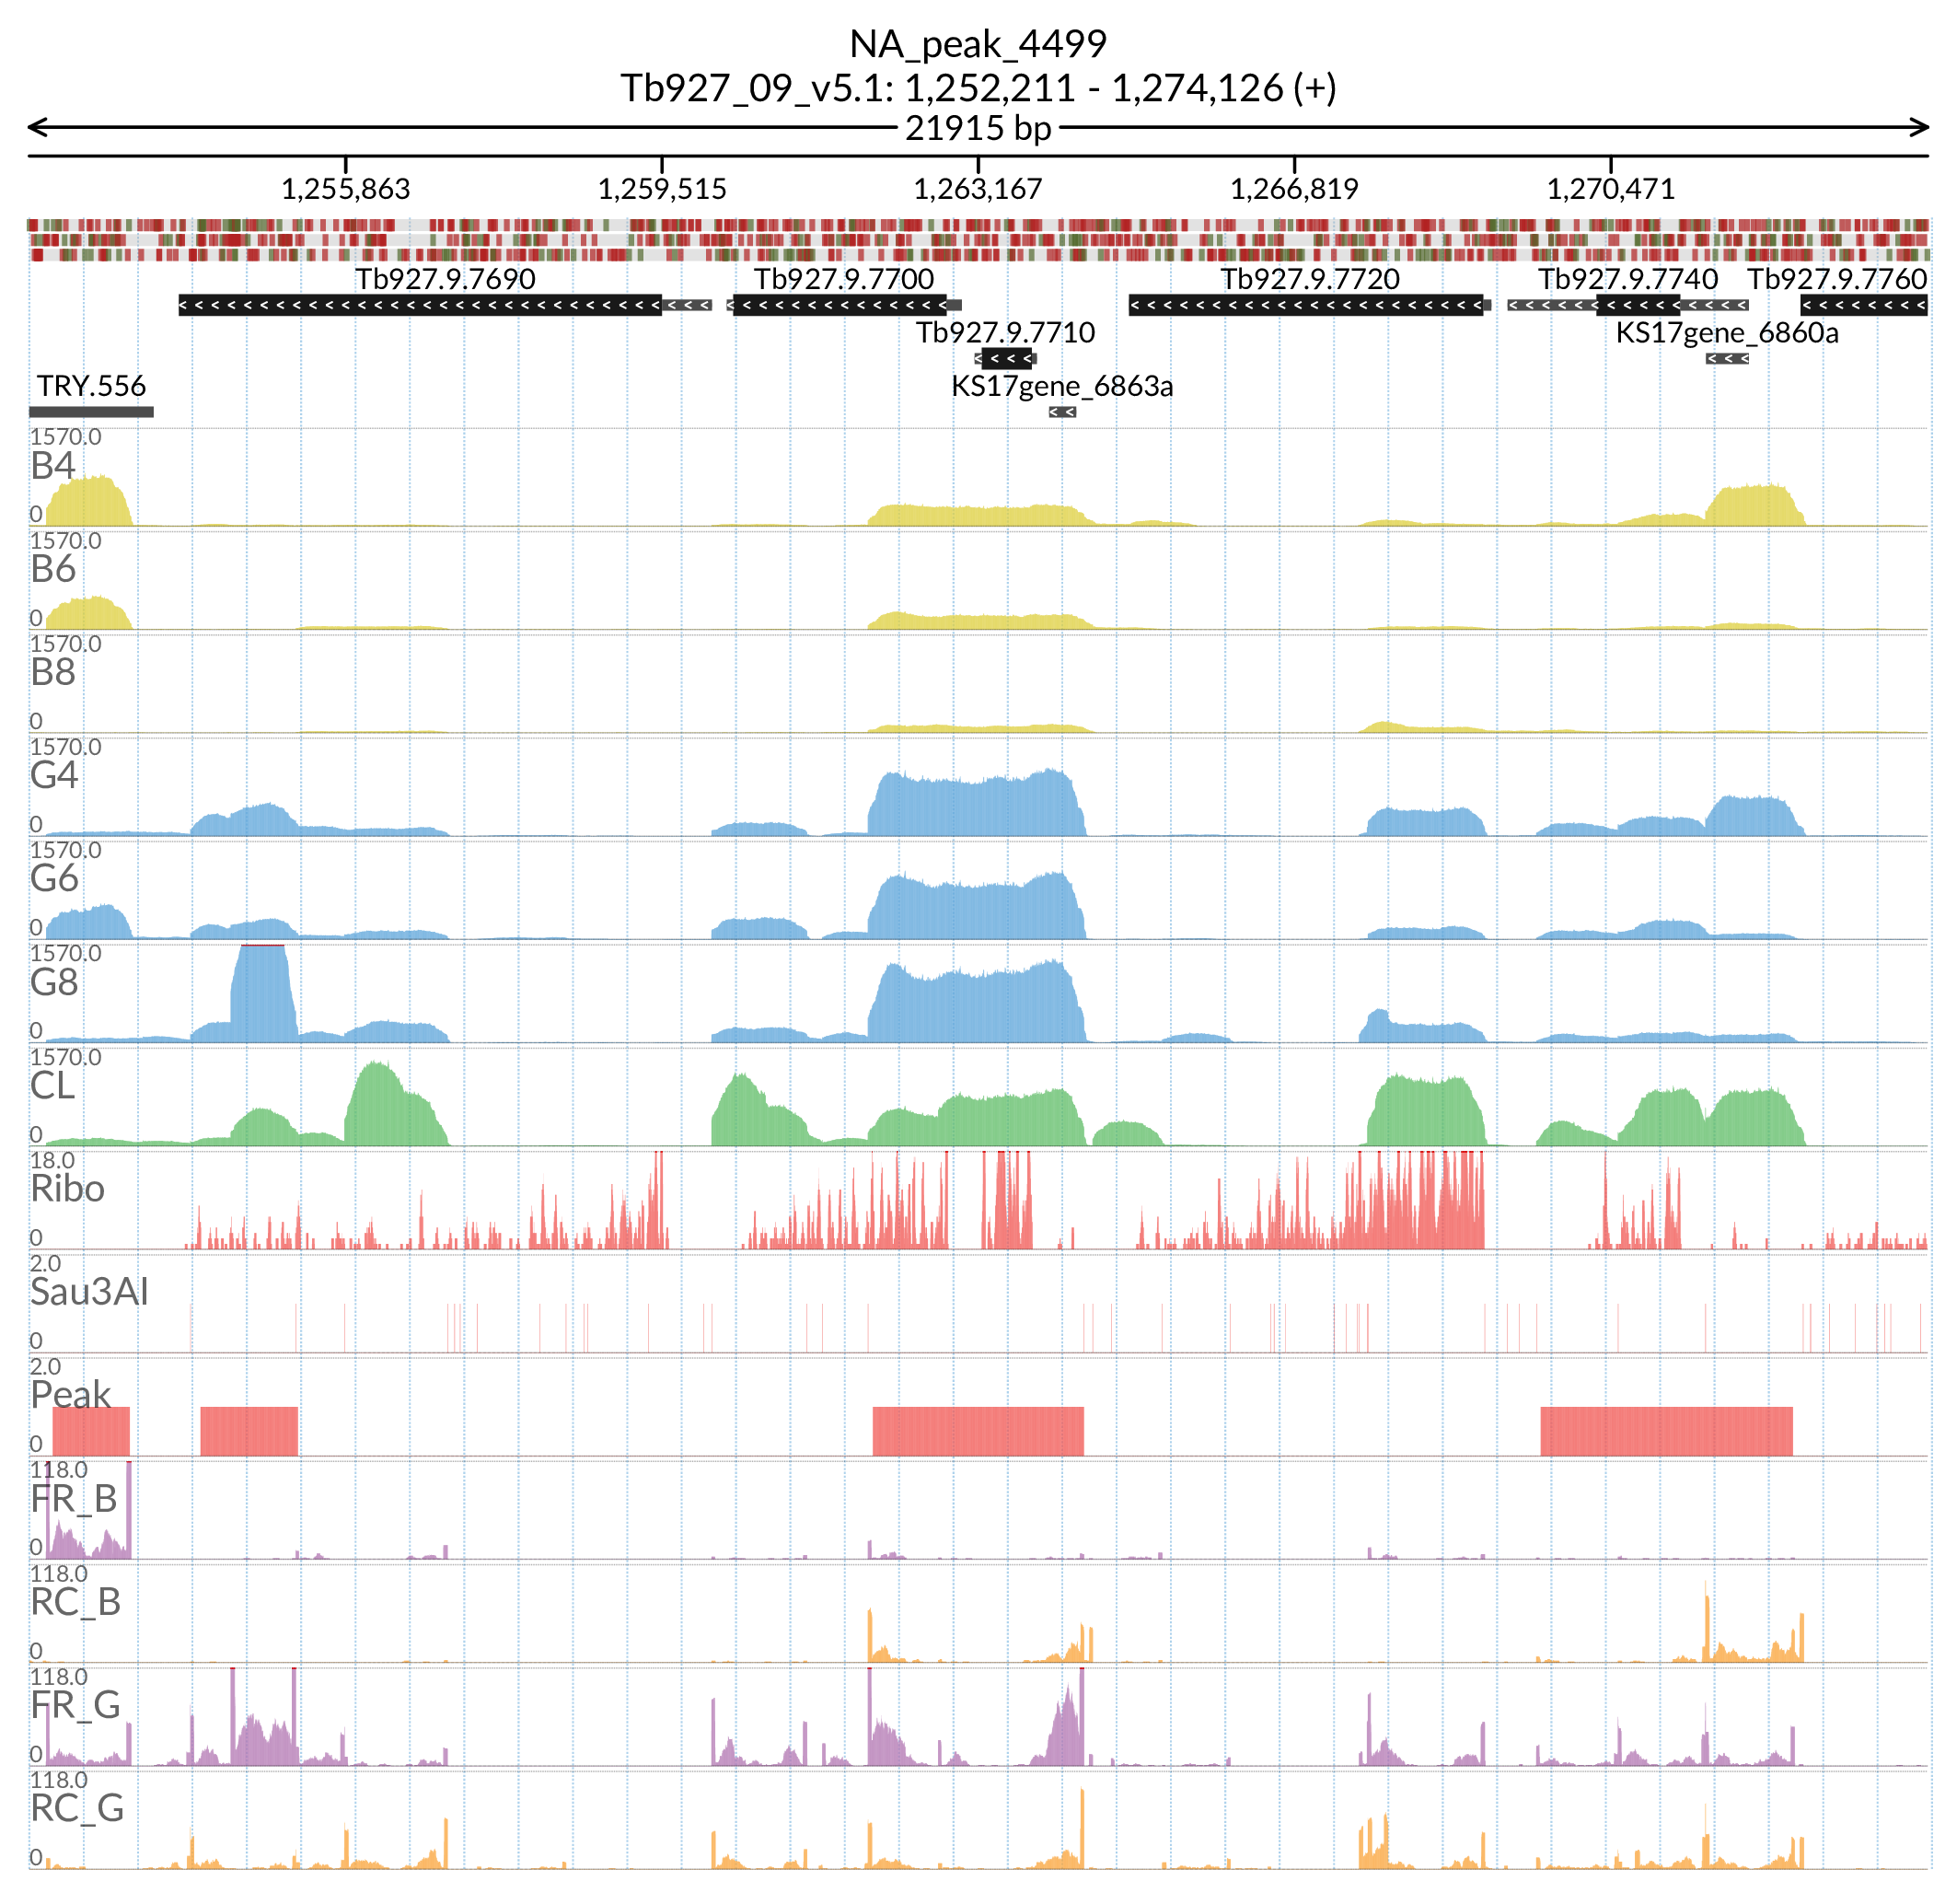 NA_peak_4499
Tb927_09_v5.1: 1,252,211 - 1,274,126 (+)
21915 bp
1,255,863 1,259,515 1,263,167 1,266,819 1,270,471
Tb927.9.7690 Tb927.9.7700 Tb927.9.7720 Tb927.9.7740 Tb927.9.7760
Tb927.9.7710 KS17gene_6860a
TRY.556 KS17gene_6863a
1570.0
B4
0
1570.0
B6
0
1570.0
B8
0
1570.0
G4
0
1570.0
G6
0
1570.0
G8
0
1570.0
CL
0
18.0
Ribo
0
2.0
Sau3AI
0
2.0
Peak
0
118.0
FR_B
0
118.0
RC_B
0
118.0
FR_G
0
118.0
RC_G
0